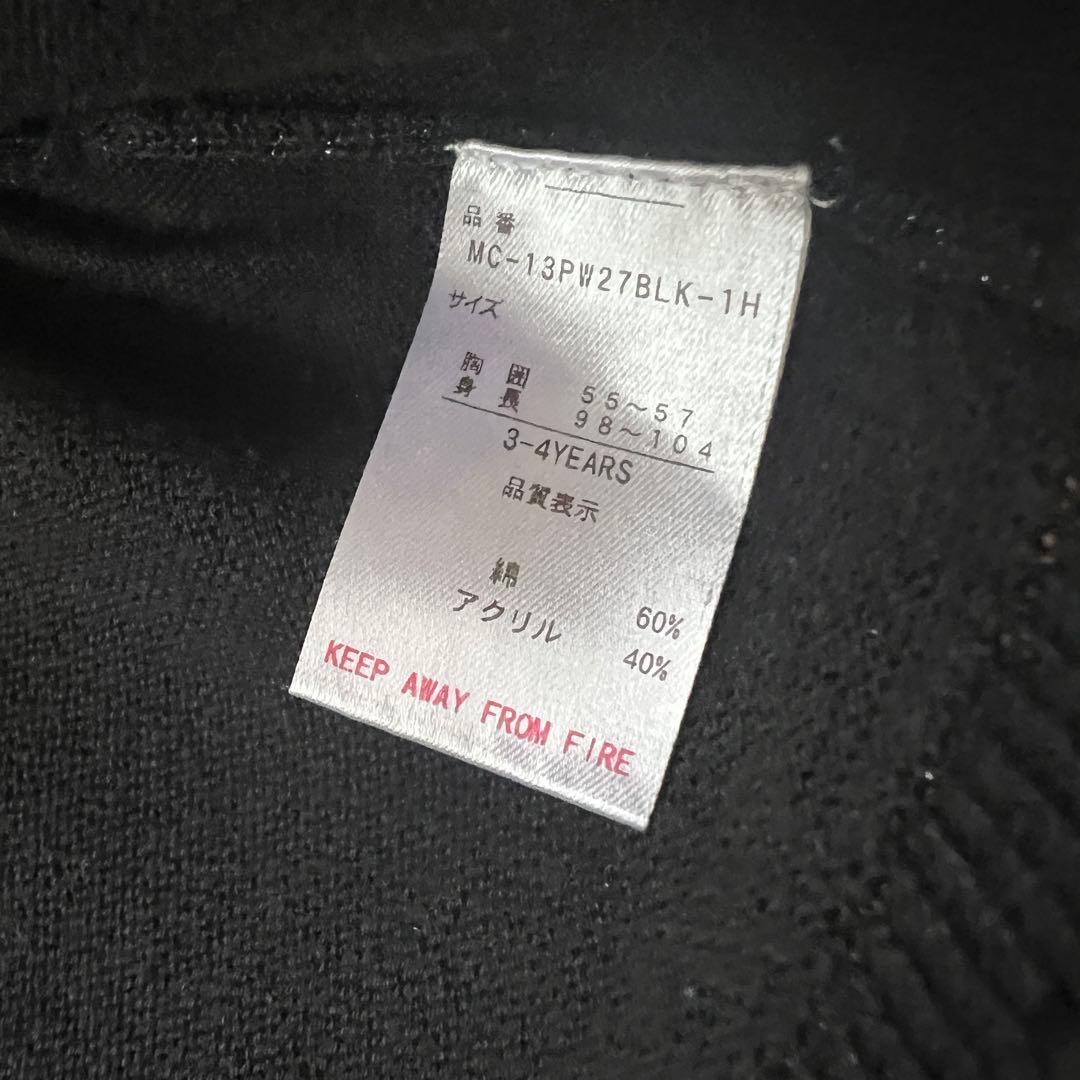 品番
MC-13PW27BLK-1H
サイズ
胸囲 55～57
身長 98～104
3-4YEARS
品質表示
綿 60%
アクリル 40%
KEEP AWAY FROM FIRE